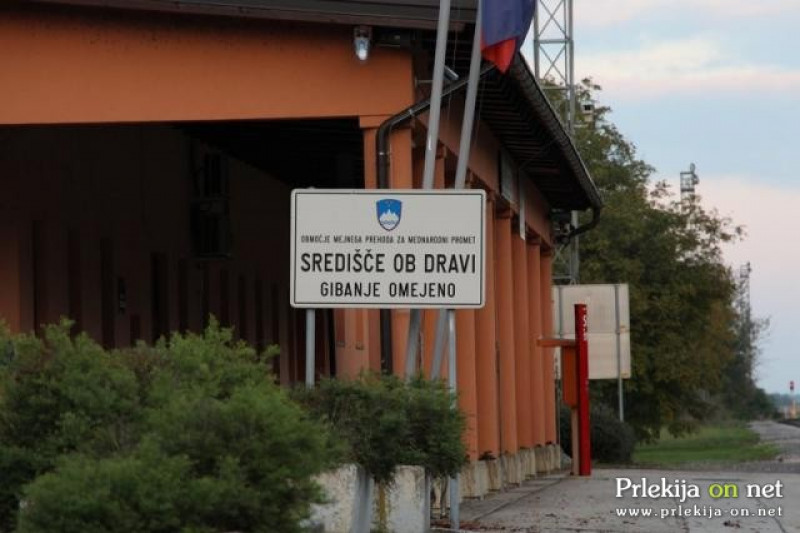 OBMOČJE MEJNEGA PREHODA ZA MEDNARODNI PROMET
SREDIŠČE OB DRAVI
GIBANJE OMEJENO
Prlekija on net
www.prlekija-on.net